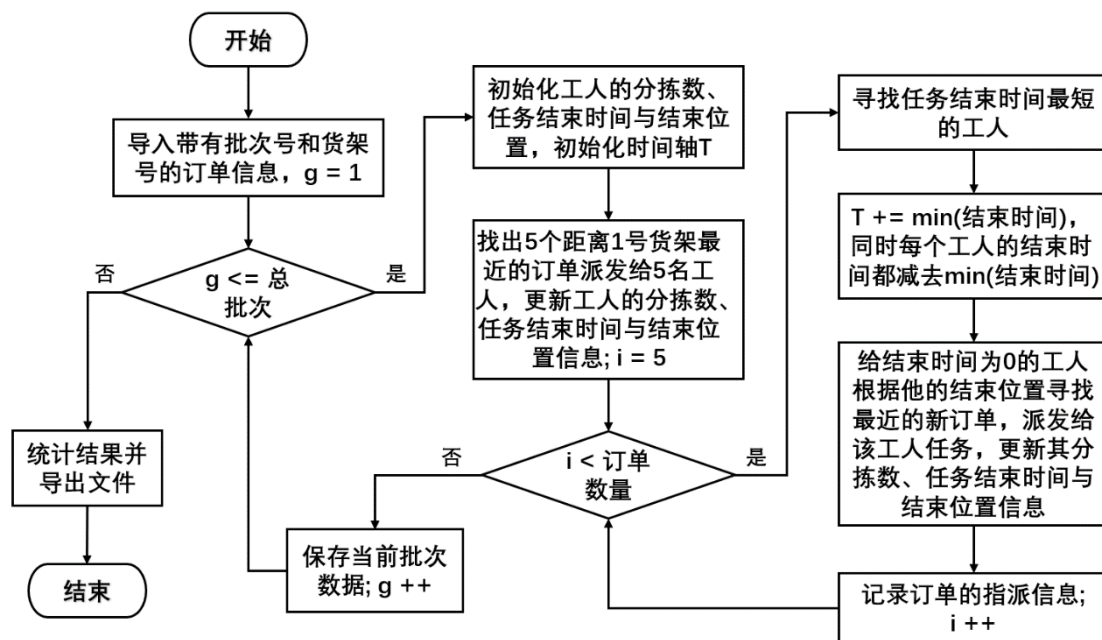 开始
导入带有批次号和货架
号的订单信息，g = 1
否
g <= 总
批次
是
统计结果并
导出文件
结束
初始化工人的分拣数、
任务结束时间与结束位
置，初始化时间轴T
找出5个距离1号货架最
近的订单派发给5名工
人，更新工人的分拣数、
任务结束时间与结束位
置信息; i = 5
否
i < 订单
数量
是
保存当前批次
数据; g ++
寻找任务结束时间最短
的工人
T += min(结束时间)，
同时每个工人的结束时
间都减去min(结束时间)
给结束时间为0的工人
根据他的结束位置寻找
最近的新订单，派发给
该工人任务，更新其分
拣数、任务结束时间与
结束位置信息
记录订单的指派信息;
i ++